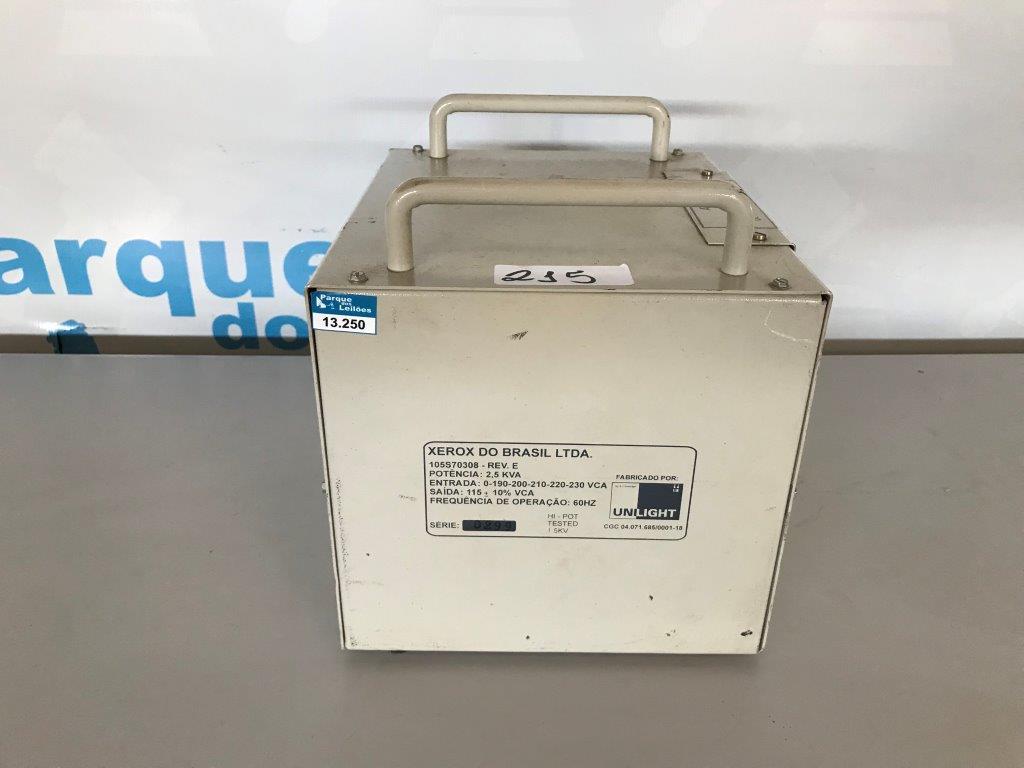 arque
do
215
Parque
dos
Leilões
13.250
XEROX DO BRASIL LTDA.
105S70308 - REV. E
POTÊNCIA: 2,5 KVA
ENTRADA: 0-190-200-210-220-230 VCA
SAÍDA: 115 ± 10% VCA
FREQUÊNCIA DE OPERAÇÃO: 60HZ
SÉRIE: 0299
HI - POT
TESTED
5KV
FABRICADO POR:
UNILIGHT
CGC 04.071.685/0001-18